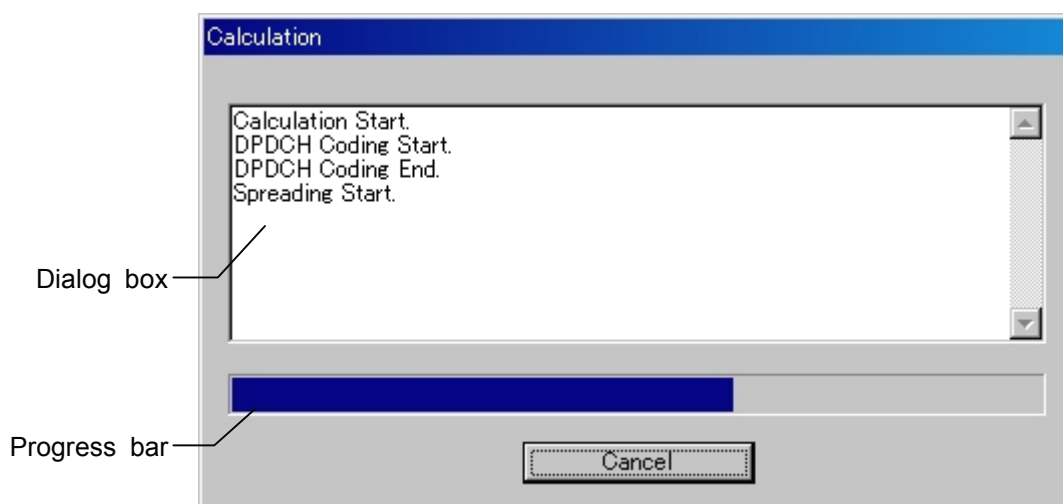 Calculation
Calculation Start.
DPDCH Coding Start.
DPDCH Coding End.
Spreading Start.
Dialog box
Progress bar
Cancel